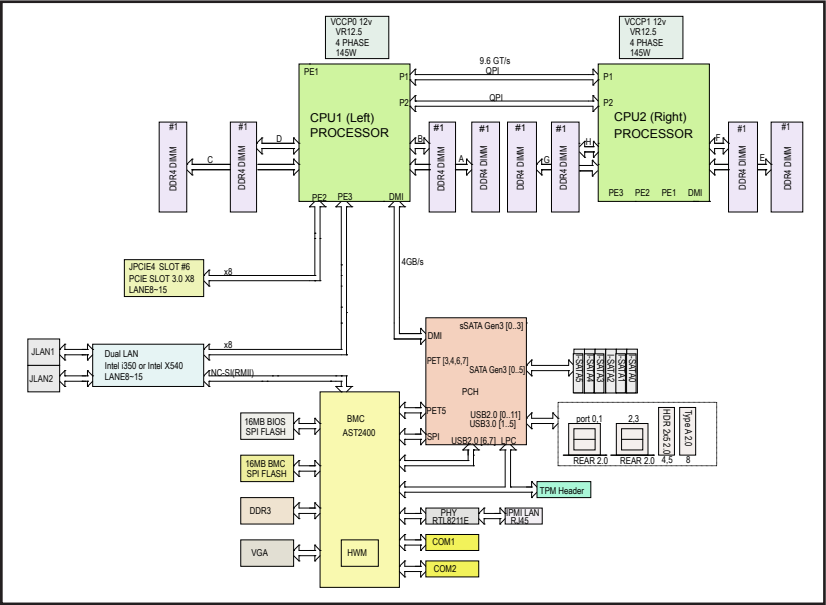 VCCP0 12v
VR12.5
4 PHASE
145W
VCCP1 12v
VR12.5
4 PHASE
145W
PE1
P1
9.6 GT/s
QPI
P1
P2
QPI
P2
CPU1 (Left)
PROCESSOR
CPU2 (Right)
PROCESSOR
#1
DDR4 DIMM
#1
DDR4 DIMM
#1
DDR4 DIMM
#1
DDR4 DIMM
#1
DDR4 DIMM
#1
DDR4 DIMM
#1
DDR4 DIMM
#1
DDR4 DIMM
D
C
B
A
H
G
F
E
PE2
PE3
DMI
PE3
PE2
PE1
DMI
JPCIE4 SLOT #6
PCIE SLOT 3.0 X8
LANE8~15
x8
4GB/s
JLAN1
JLAN2
Dual LAN
Intel i350 or Intel X540
LANE8~15
x8
NC-SI(RMII)
sSATA Gen3 [0..3]
DMI
PET [3,4,6,7]
SATA Gen3 [0..5]
PCH
PET5
USB2.0 [0..11]
USB3.0 [1..5]
SPI
USB2.0 [6.7]
LPC
I-SATA5
I-SATA4
I-SATA3
I-SATA2
I-SATA1
I-SATA0
port 0,1
REAR 2.0
2,3
REAR 2.0
HDR 2x5 2.0
4,5
Type A 2.0
8
BMC
AST2400
16MB BIOS
SPI FLASH
16MB BMC
SPI FLASH
DDR3
VGA
HWM
TPM Header
PHY
RTL8211E
IPMI LAN
RJ45
COM1
COM2